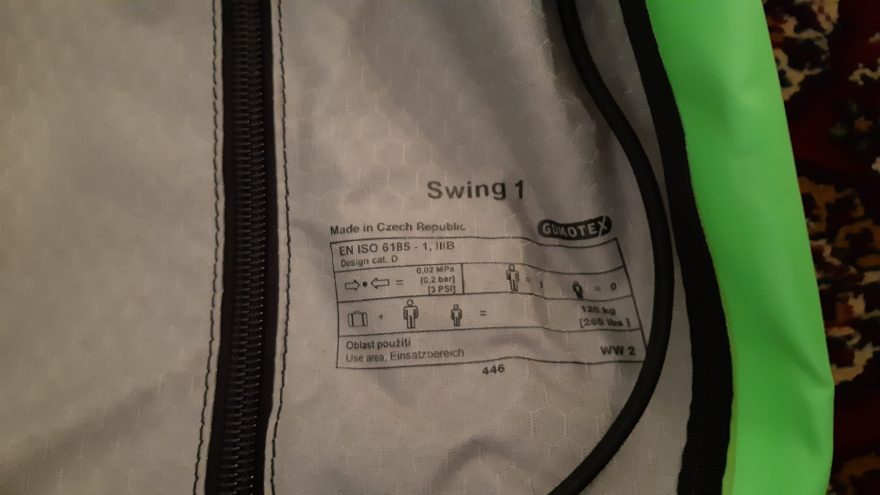 Swing 1
Made in Czech Republic GUMOTEX
EN ISO 6185 - 1, IIIB
Design cat. D
= 0,02 MPa
[0,2 bar]
[3 PSI]
= 1 = 0
+ = 120 kg
[265 lbs]
Oblast použití
Use area, Einsatzbereich WW 2
446